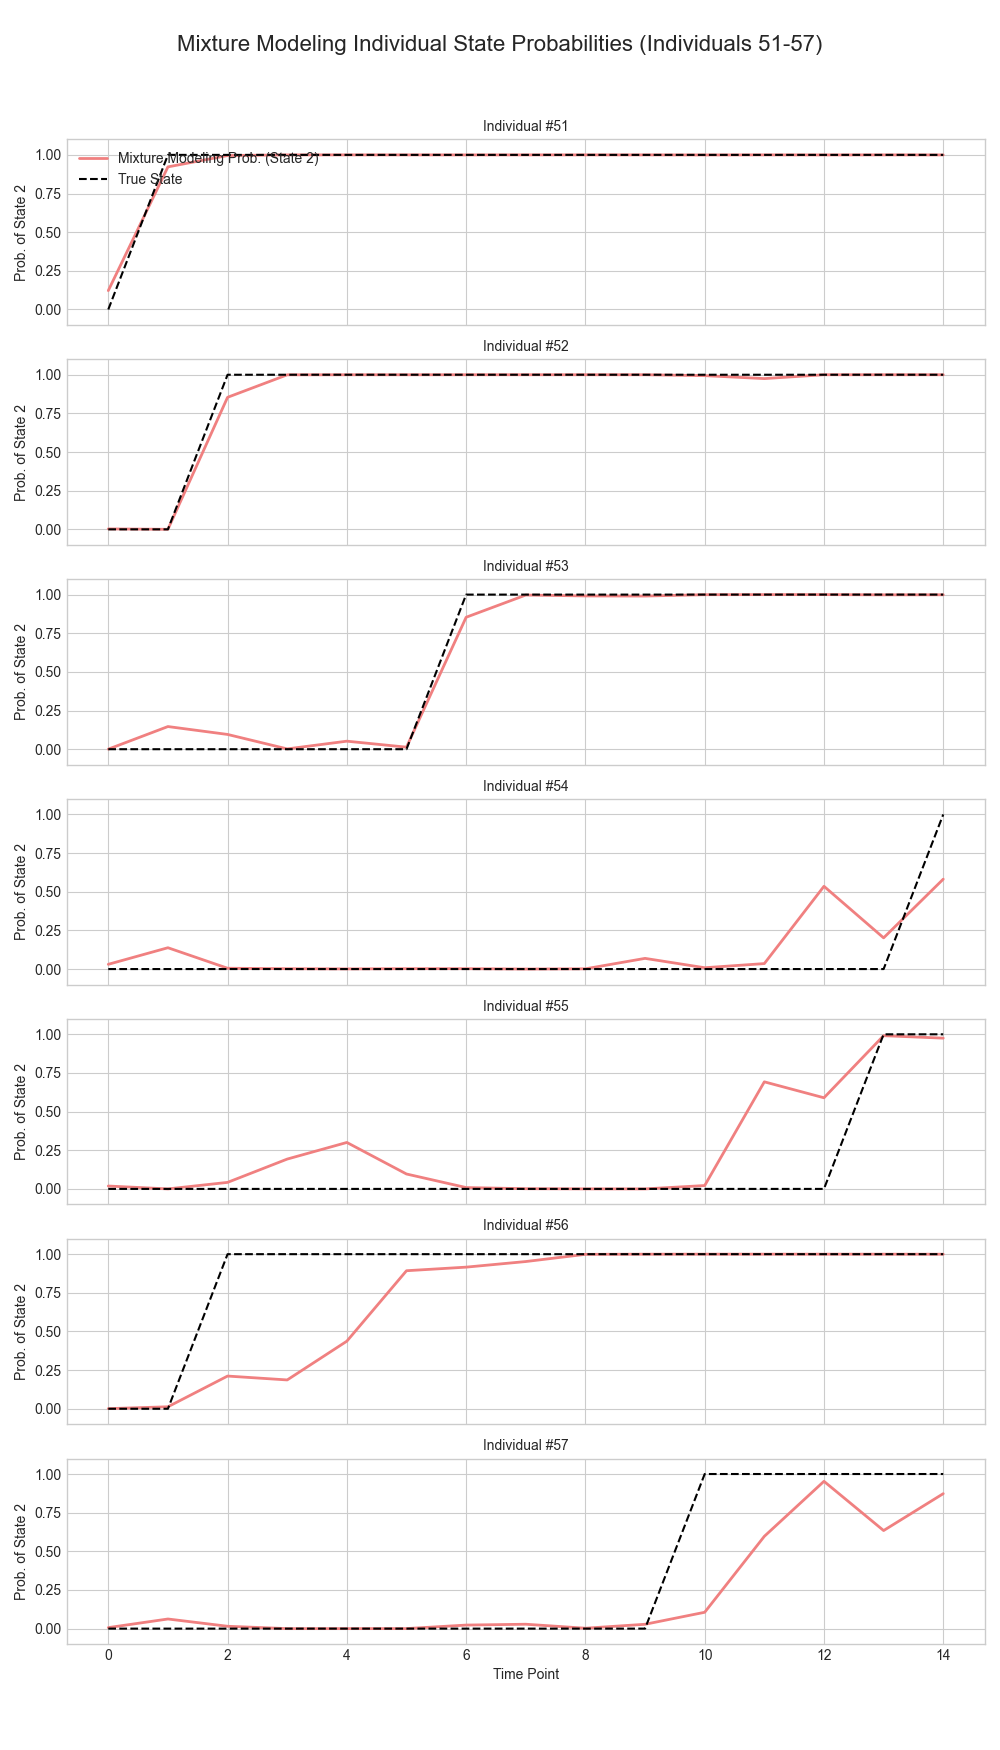 Mixture Modeling Individual State Probabilities (Individuals 51-57)
Individual #51
Mixture Modeling Prob. (State 2)
True State
Prob. of State 2
1.00
0.75
0.50
0.25
0.00
Individual #52
Prob. of State 2
1.00
0.75
0.50
0.25
0.00
Individual #53
Prob. of State 2
1.00
0.75
0.50
0.25
0.00
Individual #54
Prob. of State 2
1.00
0.75
0.50
0.25
0.00
Individual #55
Prob. of State 2
1.00
0.75
0.50
0.25
0.00
Individual #56
Prob. of State 2
1.00
0.75
0.50
0.25
0.00
Individual #57
Prob. of State 2
1.00
0.75
0.50
0.25
0.00
0 2 4 6 8 10 12 14
Time Point